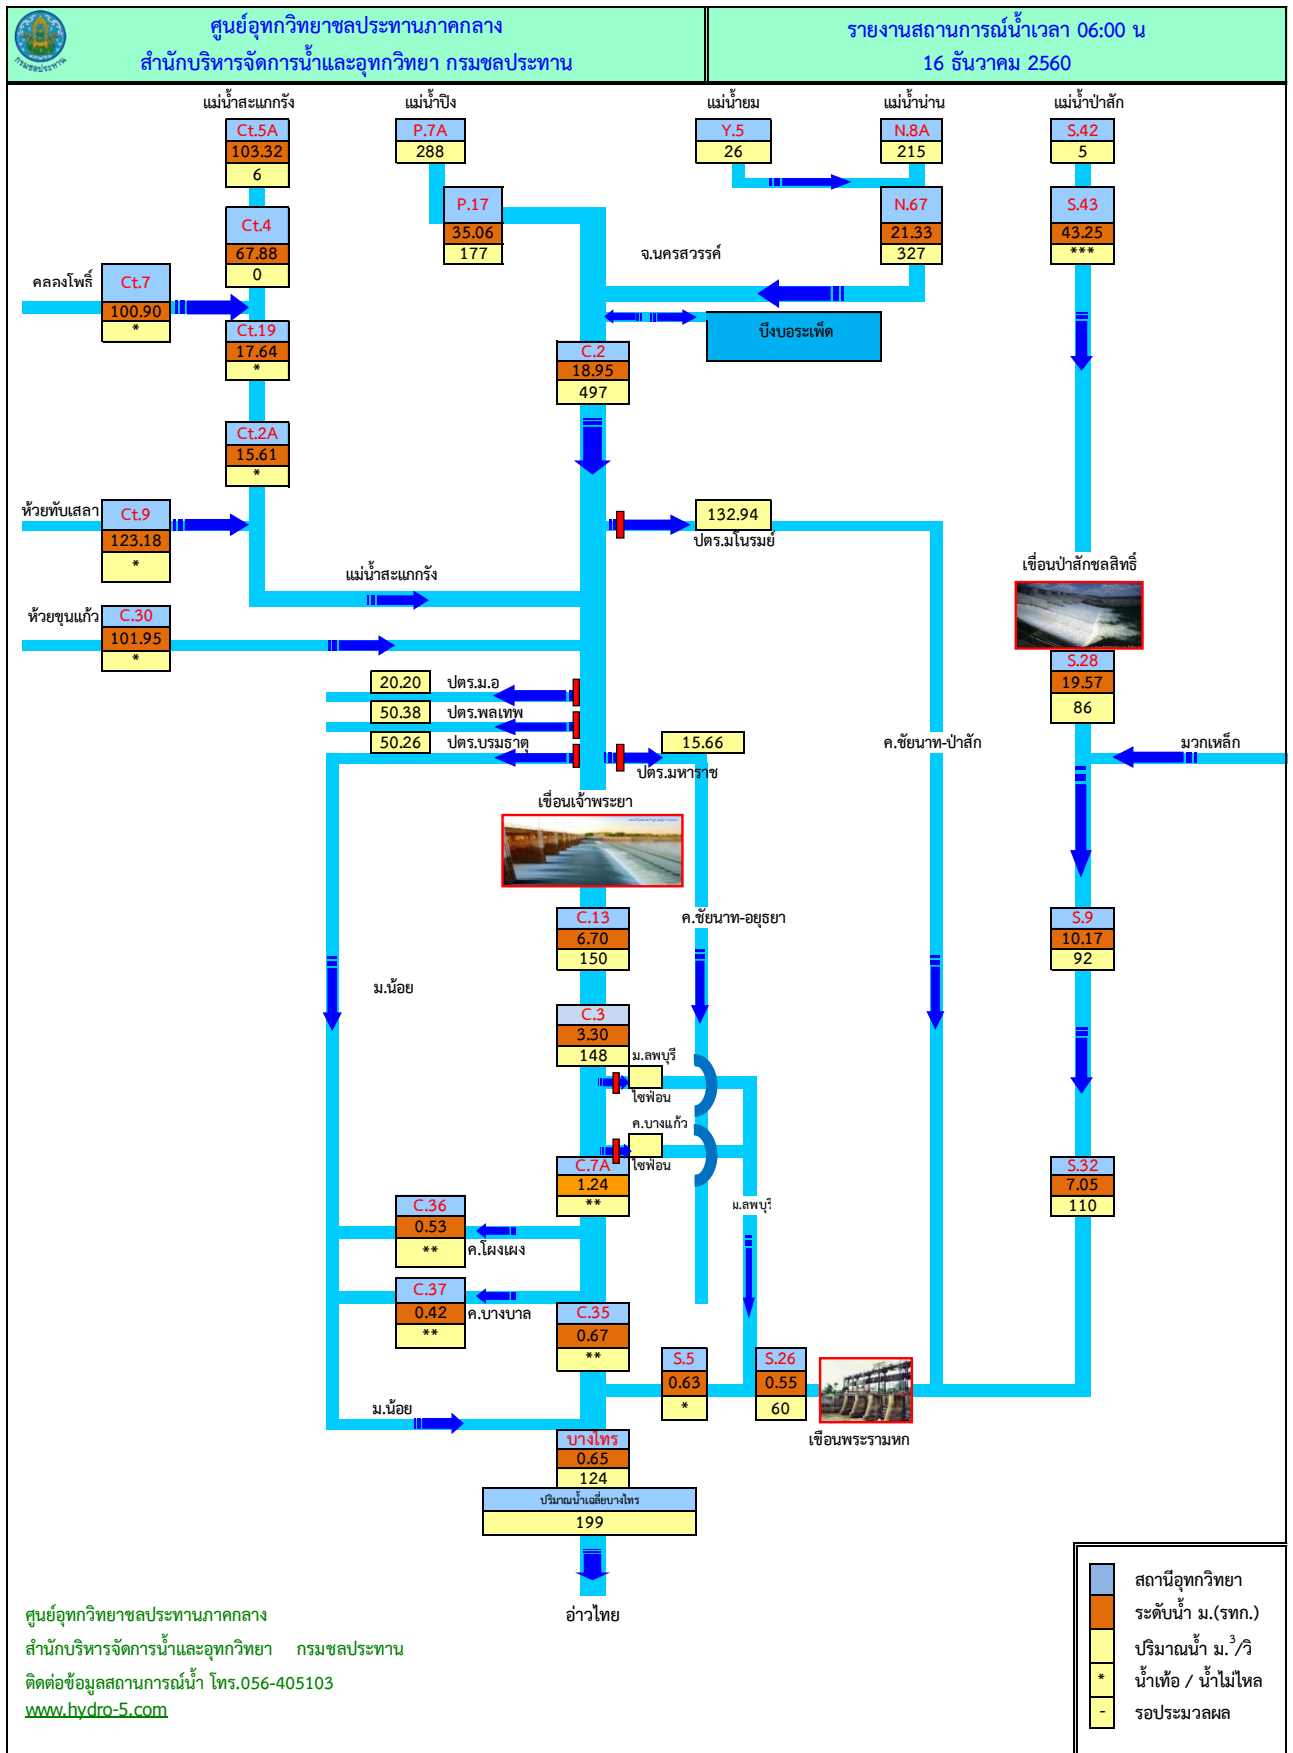 ศูนย์อุทกวิทยาชลประทานภาคกลาง
สำนักบริหารจัดการน้ำและอุทกวิทยา กรมชลประทาน
รายงานสถานการณ์น้ำเวลา 06:00 น
16 ธันวาคม 2560
กรมชลประทาน
แม่น้ำสะแกกรัง
แม่น้ำปิง
แม่น้ำยม
แม่น้ำน่าน
แม่น้ำป่าสัก
Ct.5A
103.32
6
P.7A
288
Y.5
26
N.8A
215
S.42
5
Ct.4
67.88
0
P.17
35.06
177
N.67
21.33
327
S.43
43.25
***
จ.นครสวรรค์
คลองโพธิ์
Ct.7
100.90
*
Ct.19
17.64
*
บึงบอระเพ็ด
C.2
18.95
497
Ct.2A
15.61
*
ห้วยทับเสลา
Ct.9
123.18
*
132.94
ปตร.มโนรมย์
แม่น้ำสะแกกรัง
เขื่อนป่าสักชลสิทธิ์
ห้วยขุนแก้ว
C.30
101.95
*
S.28
19.57
86
20.20
ปตร.ม.อ
50.38
ปตร.พลเทพ
50.26
ปตร.บรมธาตุ
15.66
ปตร.มหาราช
ค.ชัยนาท-ป่าสัก
มวกเหล็ก
เขื่อนเจ้าพระยา
C.13
6.70
150
ค.ชัยนาท-อยุธยา
S.9
10.17
92
ม.น้อย
C.3
3.30
148
ม.ลพบุรี
ไซฟ่อน
ค.บางแก้ว
ไซฟ่อน
C.7A
1.24
**
S.32
7.05
110
ม.ลพบุรี
C.36
0.53
**
ค.โผงเผง
C.37
0.42
**
ค.บางบาล
C.35
0.67
**
S.5
0.63
*
S.26
0.55
60
เขือนพระรามหก
ม.น้อย
บางไทร
0.65
124
ปริมาณน้ำเฉลี่ยบางไทร
199
อ่าวไทย
สถานีอุทกวิทยา
ระดับน้ำ ม.(รทก.)
ปริมาณน้ำ ม.³/วิ
* น้ำเท้อ / น้ำไม่ไหล
- รอประมวลผล
ศูนย์อุทกวิทยาชลประทานภาคกลาง
สำนักบริหารจัดการน้ำและอุทกวิทยา กรมชลประทาน
ติดต่อข้อมูลสถานการณ์น้ำ โทร.056-405103
www.hydro-5.com